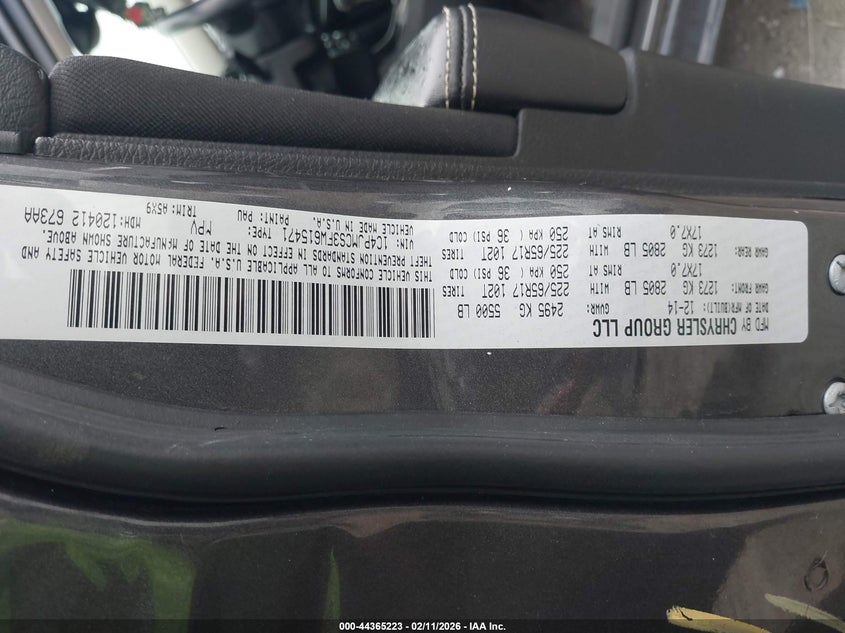 MFD BY CHRYSLER GROUP LLC
DATE OF MFR(BUILT): 12-14 GVWR: 2495 KG 5500 LB
GAWR FRONT: 1273 KG 2805 LB WITH 225/65R17 102T TIRES
17X7.0 RIMS AT 250 KPA( 36 PSI) COLD
GAWR REAR: 1273 KG 2805 LB WITH 225/65R17 102T TIRES
17X7.0 RIMS AT 250 KPA( 36 PSI) COLD
THIS VEHICLE CONFORMS TO ALL APPLICABLE U.S.A. FEDERAL MOTOR VEHICLE SAFETY AND
THEFT PREVENTION STANDARDS IN EFFECT ON THE DATE OF MANUFACTURE SHOWN ABOVE.
VIN: 1C4PJMCS3FW615471 TYPE: MPV MDH: 120412 673AA
VEHICLE MADE IN U.S.A. PAINT: PAU TRIM: A5X9
000-44365223 - 02/11/2026 - IAA Inc.